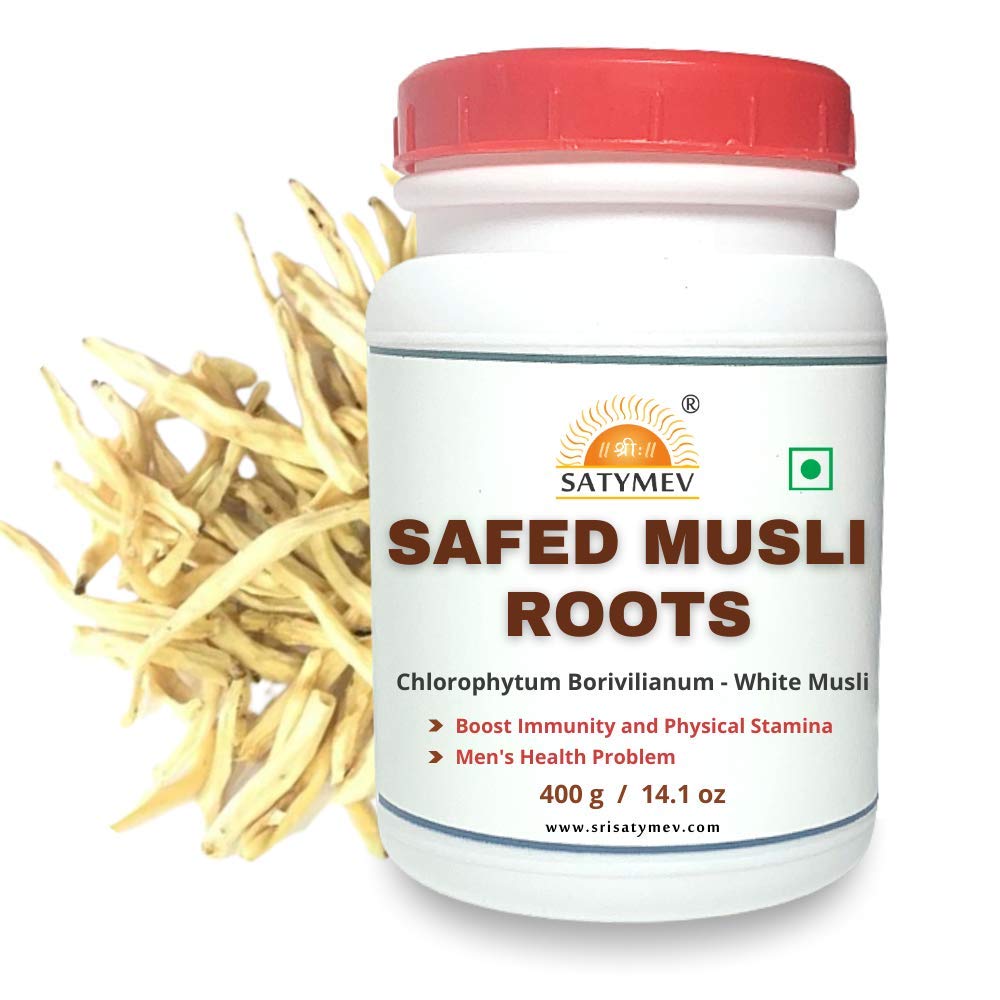 ®
॥ श्रीः॥
SATYMEV
SAFED MUSLI
ROOTS
Chlorophytum Borivilianum - White Musli
Boost Immunity and Physical Stamina
Men's Health Problem
400 g / 14.1 oz
www.srisatymev.com